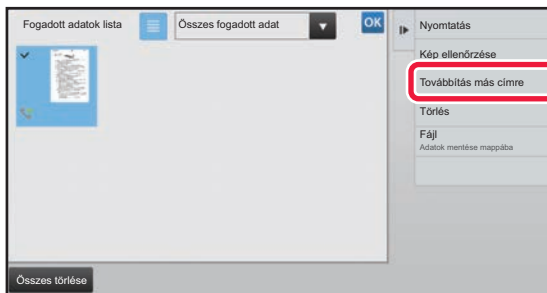 Fogadott adatok lista
Összes fogadott adat
OK
Nyomtatás
Kép ellenőrzése
Továbbítás más címre
Törlés
Fájl
Adatok mentése mappába
Összes törlése